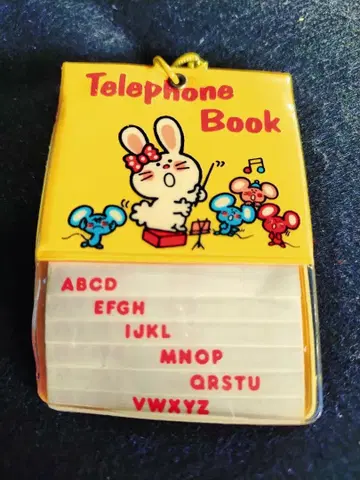 Telephone
Book
ABCD
EFGH
IJKL
MNOP
QRSTU
VWXYZ